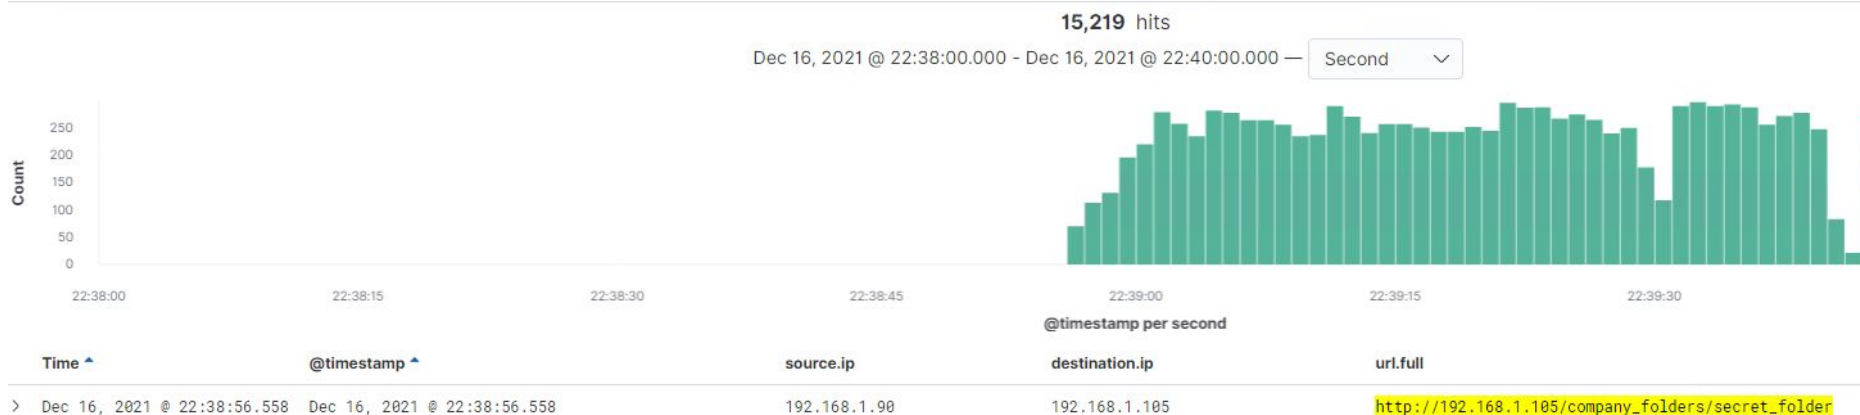 15,219 hits
Dec 16, 2021 @ 22:38:00.000 - Dec 16, 2021 @ 22:40:00.000 — Second
Count
250
200
150
100
50
0
22:38:00 22:38:15 22:38:30 22:38:45 22:39:00 22:39:15 22:39:30
@timestamp per second
Time @timestamp source.ip destination.ip url.full
> Dec 16, 2021 @ 22:38:56.558 Dec 16, 2021 @ 22:38:56.558 192.168.1.90 192.168.1.105 http://192.168.1.105/company_folders/secret_folder